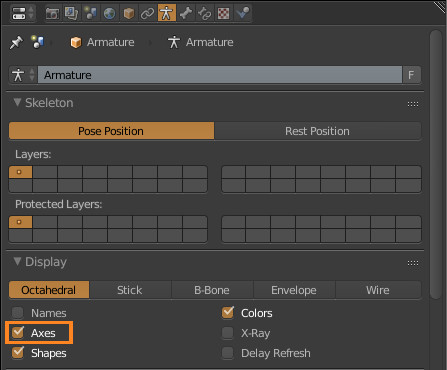 Armature Armature
Armature F
Skeleton
Pose Position Rest Position
Layers:
Protected Layers:
Display
Octahedral Stick B-Bone Envelope Wire
Names Colors
Axes X-Ray
Shapes Delay Refresh